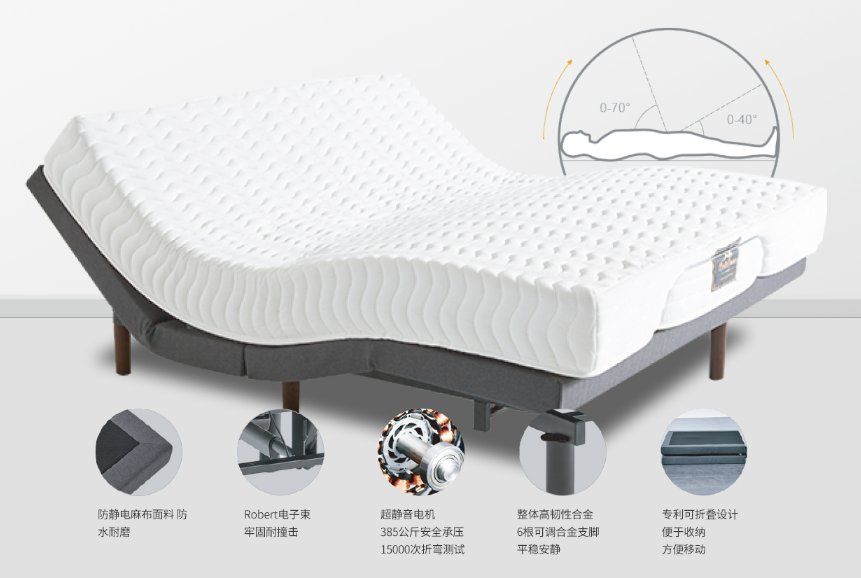 0-70°
0-40°
防静电麻布面料 防
水耐磨
Robert电子束
牢固耐撞击
超静音电机
385公斤安全承压
15000次折弯测试
整体高韧性合金
6根可调合金支脚
平稳安静
专利可折叠设计
便于收纳
方便移动